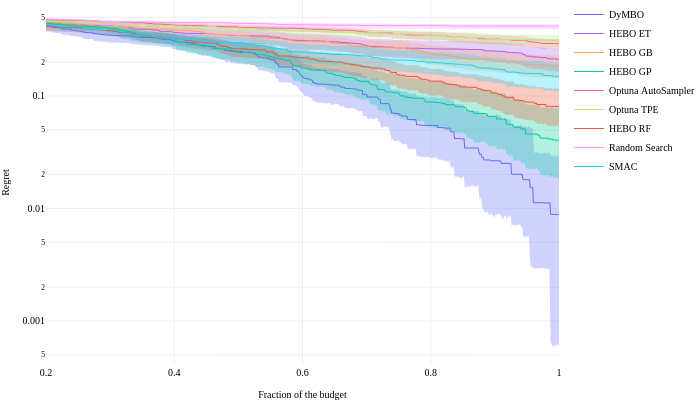 5
2
0.1
5
2
0.01
5
2
0.001
5
Regret
0.2
0.4
0.6
0.8
1
Fraction of the budget
DyMBO
HEBO ET
HEBO GB
HEBO GP
Optuna AutoSampler
Optuna TPE
HEBO RF
Random Search
SMAC